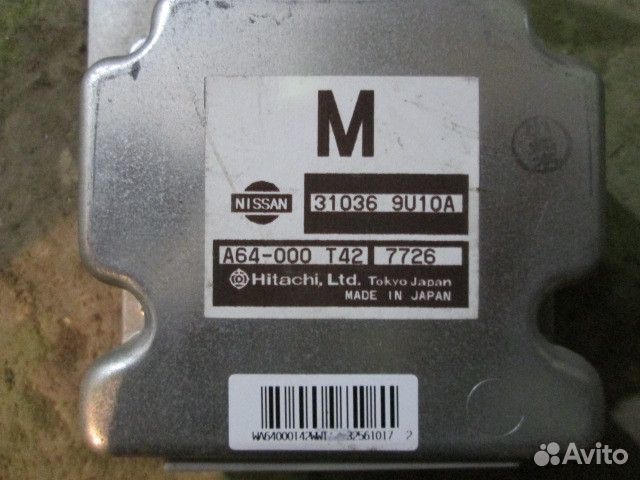 M
NISSAN
31036 9U10A
A64-000 T42 7726
Hitachi, Ltd. Tokyo Japan
MADE IN JAPAN
Avito